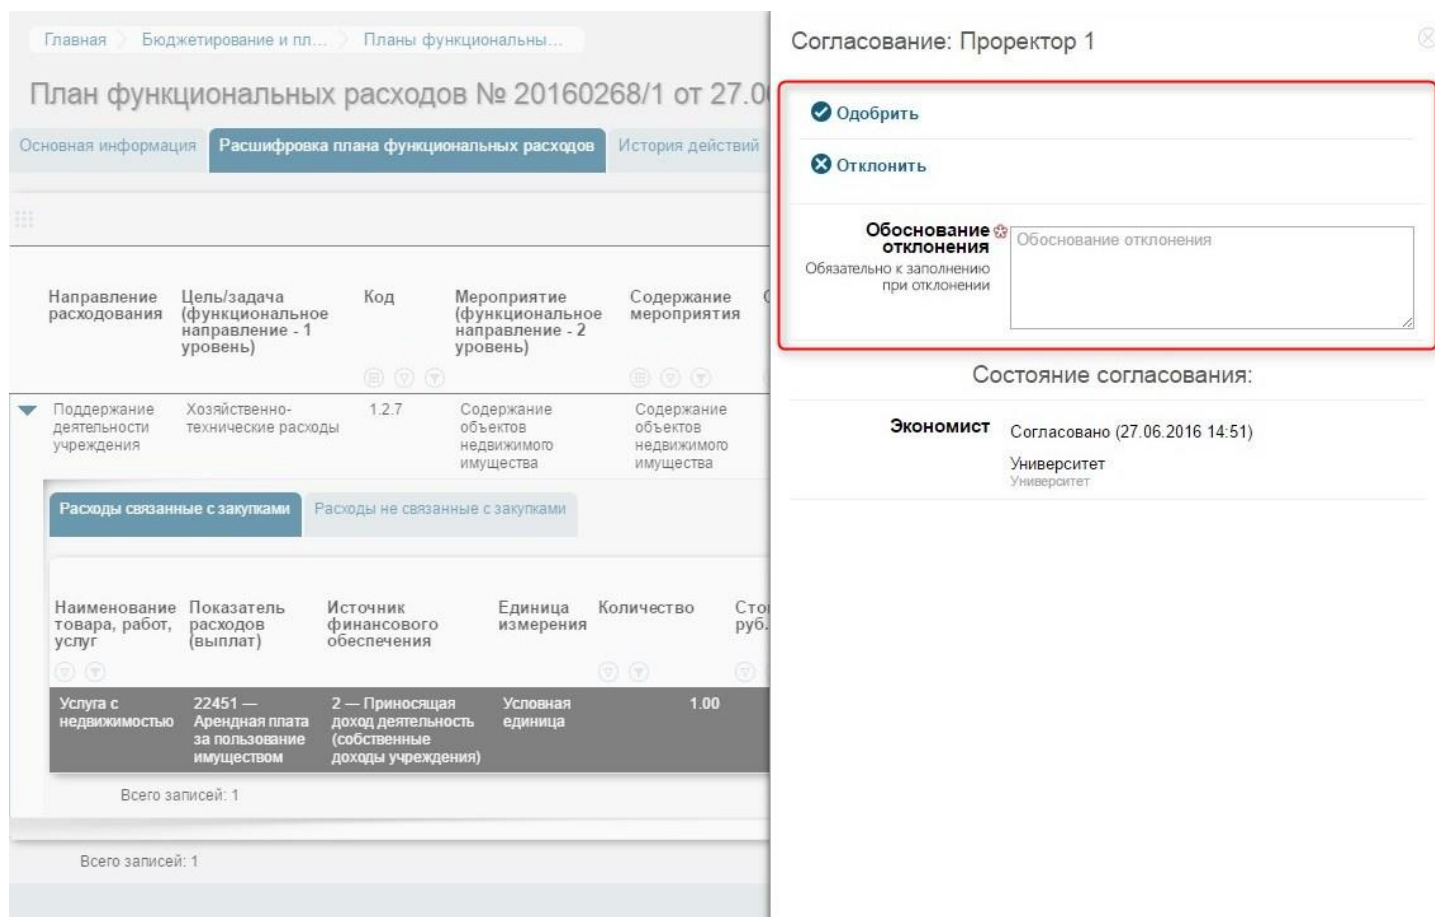 Главная
Бюджетирование и пл...
Планы функциональны...
План функциональных расходов № 20160268/1 от 27.0
Основная информация
Расшифровка плана функциональных расходов
История действий
Направление
расходования
Цель/задача
(функциональное
направление - 1
уровень)
Код
Мероприятие
(функциональное
направление - 2
уровень)
Содержание
мероприятия
Поддержание
деятельности
учреждения
Хозяйственно-
технические расходы
1.2.7
Содержание
объектов
недвижимого
имущества
Содержание
объектов
недвижимого
имущества
Расходы связанные с закупками
Расходы не связанные с закупками
Наименование
товара, работ,
услуг
Показатель
расходов
(выплат)
Источник
финансового
обеспечения
Единица
измерения
Количество
Сто
руб.
Услуга с
недвижимостью
22451 —
Арендная плата
за пользование
имуществом
2 — Приносящая
доход деятельность
(собственные
доходы учреждения)
Условная
единица
1.00
Всего записей: 1
Всего записей: 1
Согласование: Проректор 1
Одобрить
Отклонить
Обоснование
отклонения
Обязательно к заполнению
при отклонении
Обоснование отклонения
Состояние согласования:
Экономист
Согласовано (27.06.2016 14:51)
Университет
Университет